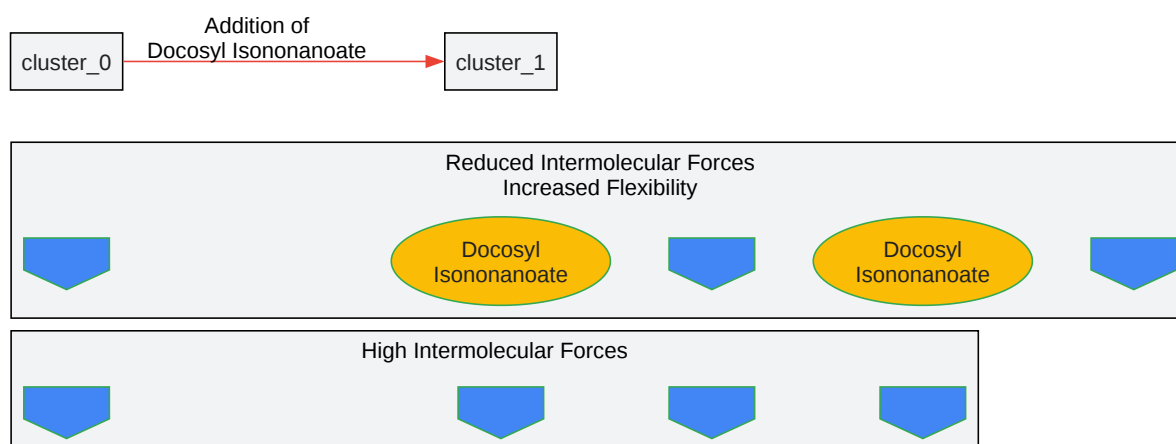 Addition of
Docosyl Isononanoate
cluster_0
cluster_1
Reduced Intermolecular Forces
Increased Flexibility
Docosyl
Isononanoate
Docosyl
Isononanoate
High Intermolecular Forces